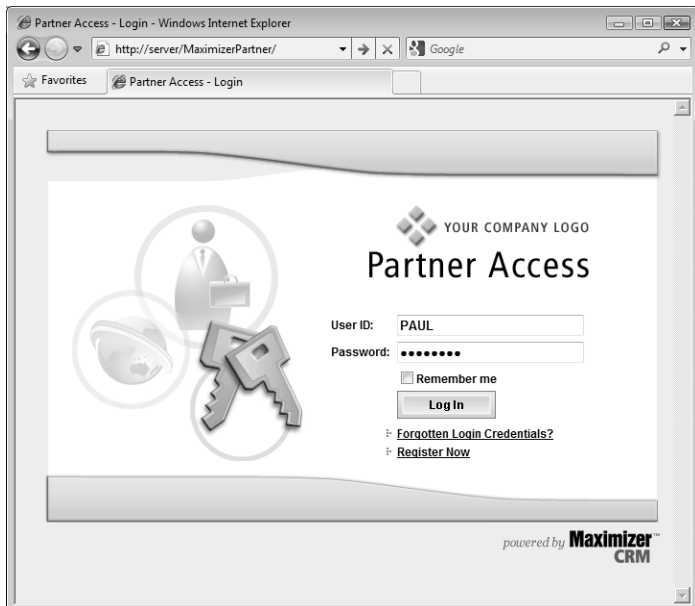 Partner Access - Login - Windows Internet Explorer
http://server/MaximizerPartner/
Google
Favorites
Partner Access - Login
YOUR COMPANY LOGO
Partner Access
User ID: PAUL
Password: ●●●●●●●●
Remember me
Log In
Forgotten Login Credentials?
Register Now
powered by Maximizer™
CRM